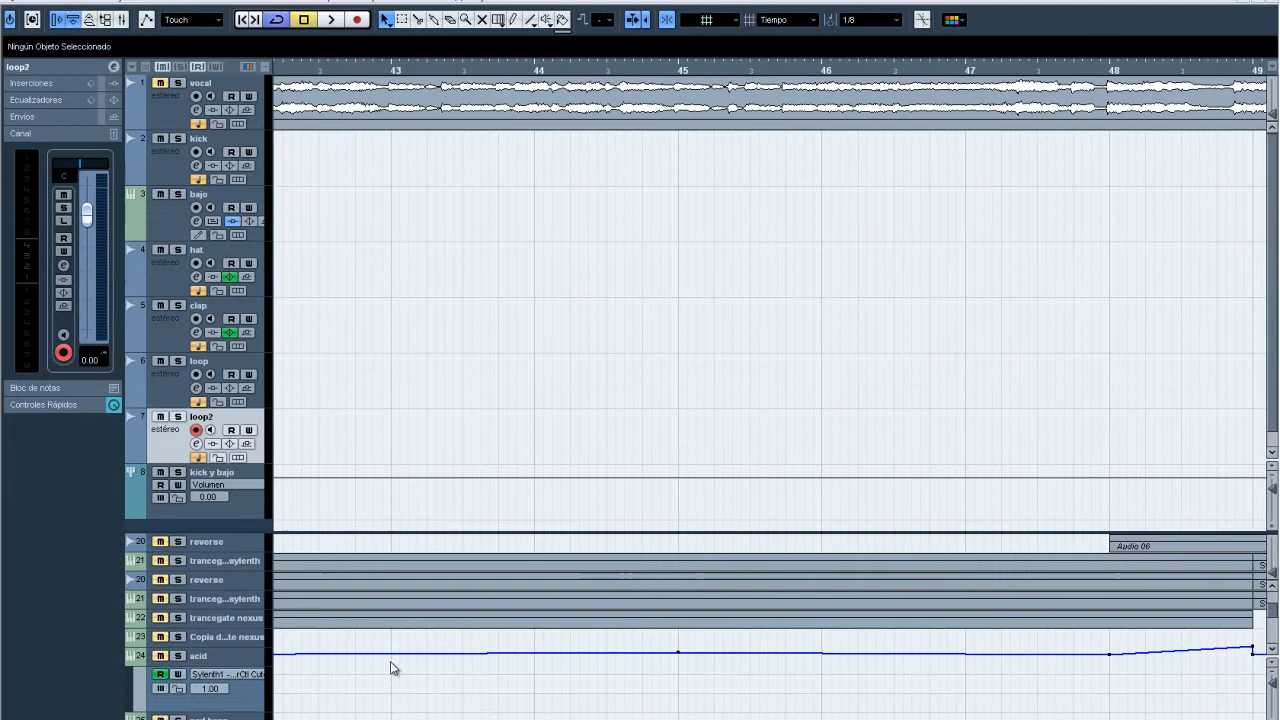 Touch
Tiempo
1/8
Ningún Objeto Seleccionado
loop2
Inserciones
Ecualizadores
Envíos
Canal
C
M
S
L
R
W
e
0.00
Bloc de notas
Controles Rápidos
43
44
45
46
47
48
49
1 M S vocal
estéreo R W
2 M S kick
estéreo R W
3 M S bajo
R W
4 M S hat
estéreo R W
5 M S clap
estéreo R W
6 M S loop
estéreo R W
7 M S loop2
estéreo R W
8 M S kick y bajo
R W Volumen
0.00
20 M S reverse
Audio 06
21 M S tranceg...sylenth
20 M S reverse
21 M S tranceg...sylenth
22 M S trancegate nexus
23 M S Copia d...te nexus
24 M S acid
R W Sylenth1 -...rCtl Cut
1.00